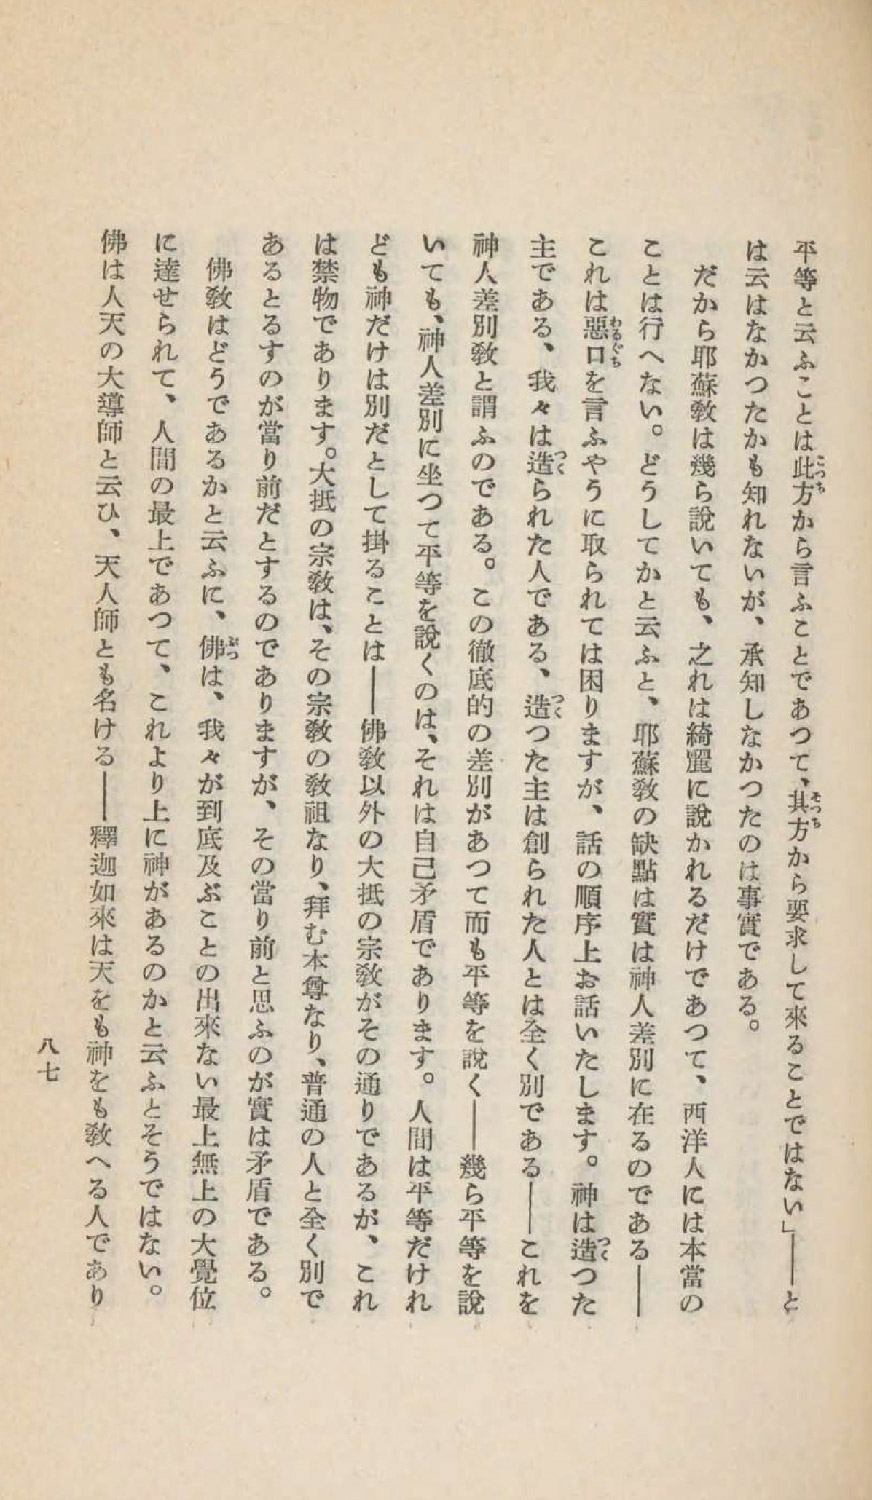 平等と云ふことは此方から言ふことであつて、其方から要求して來ることではない」――と
は云はなかつたかも知れないが、承知しなかつたのは事實である。
だから耶蘇敎は幾ら說いても、之れは綺麗に說かれるだけであつて、西洋人には本當の
ことは行へない。どうしてかと云ふと、耶蘇敎の缺點は實は神人差別に在るのである――
これは惡口を言ふやうに取られては困りますが、話の順序上お話いたします。神は造つた
主である、我々は造られた人である、造つた主は創られた人とは全く別である――これを
神人差別敎と謂ふのである。この徹底的の差別があつて而も平等を說く――幾ら平等を說
いても、神人差別に坐つて平等を說くのは、それは自己矛盾であります。人間は平等だけれ
ども神だけは別だとして掛ることは――佛敎以外の大抵の宗敎がその通りであるが、これ
は禁物であります。大抵の宗敎は、その宗敎の敎祖なり、拜む本尊なり、普通の人と全く別で
あるとるすのが當り前だとするのでありますが、その當り前と思ふのが實は矛盾である。
佛敎はどうであるかと云ふに、佛は、我々が到底及ぶことの出來ない最上無上の大覺位
に達せられて、人間の最上であつて、これより上に神があるのかと云ふとそうではない。
佛は人天の大導師と云ひ、天人師とも名ける――釋迦如來は天をも神をも敎へる人であり
八七